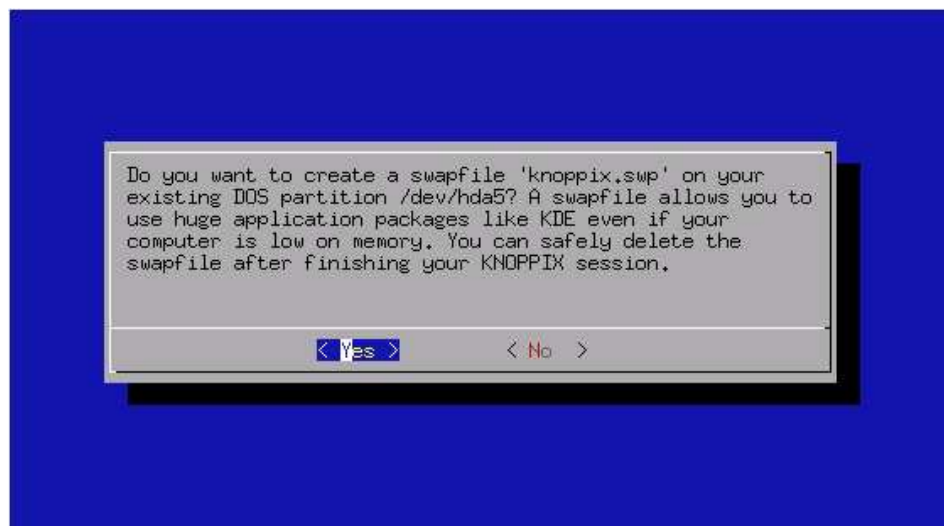 Do you want to create a swapfile 'knoppix.swp' on your
existing DOS partition /dev/hda5? A swapfile allows you to
use huge application packages like KDE even if your
computer is low on memory. You can safely delete the
swapfile after finishing your KNOPPIX session.
< Yes > < No >